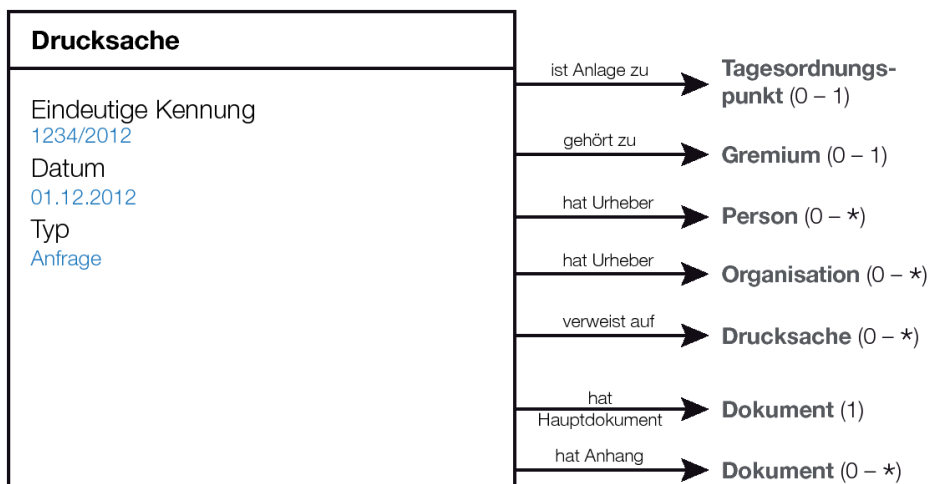 Drucksache
Eindeutige Kennung
1234/2012
Datum
01.12.2012
Typ
Anfrage
ist Anlage zu
Tagesordnungs-
punkt (0 – 1)
gehört zu
Gremium (0 – 1)
hat Urheber
Person (0 – *)
hat Urheber
Organisation (0 – *)
verweist auf
Drucksache (0 – *)
hat
Hauptdokument
Dokument (1)
hat Anhang
Dokument (0 – *)